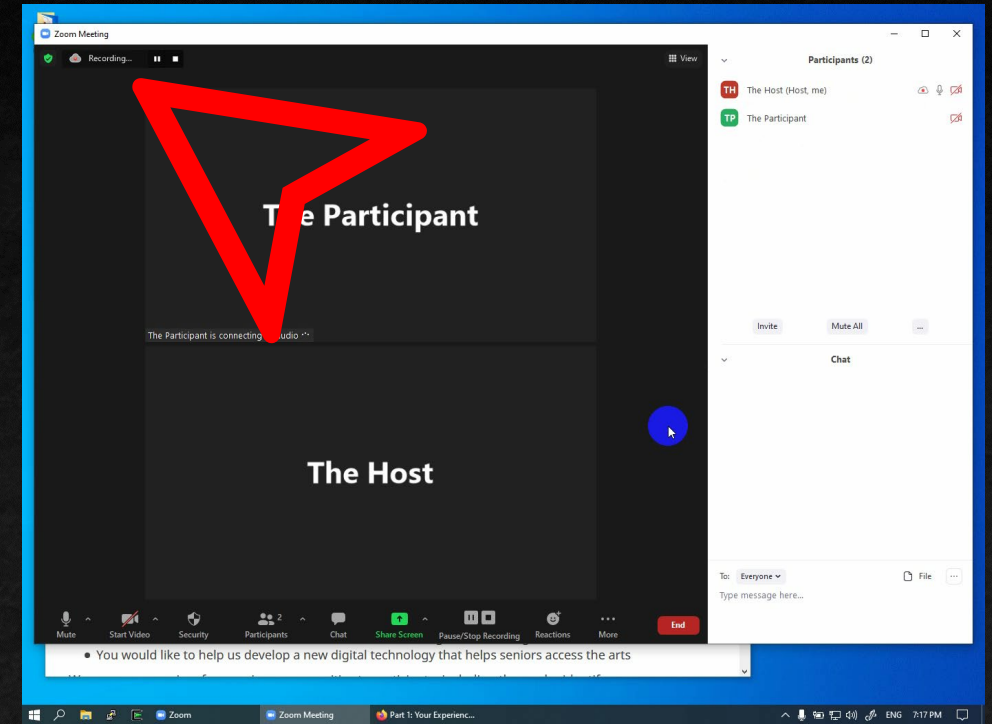 Zoom Meeting
Recording...
View
The Participant
The Participant is connecting
The Host
Mute
Start Video
Security
Participants
2
Chat
Share Screen
Pause/Stop Recording
Reactions
More
End
Participants (2)
TH The Host (Host, me)
TP The Participant
Invite
Mute All
...
Chat
To: Everyone
File
Type message here...
You would like to help us develop a new digital technology that helps seniors access the arts
Zoom
Zoom Meeting
Part 1: Your Experienc...
ENG
7:17 PM